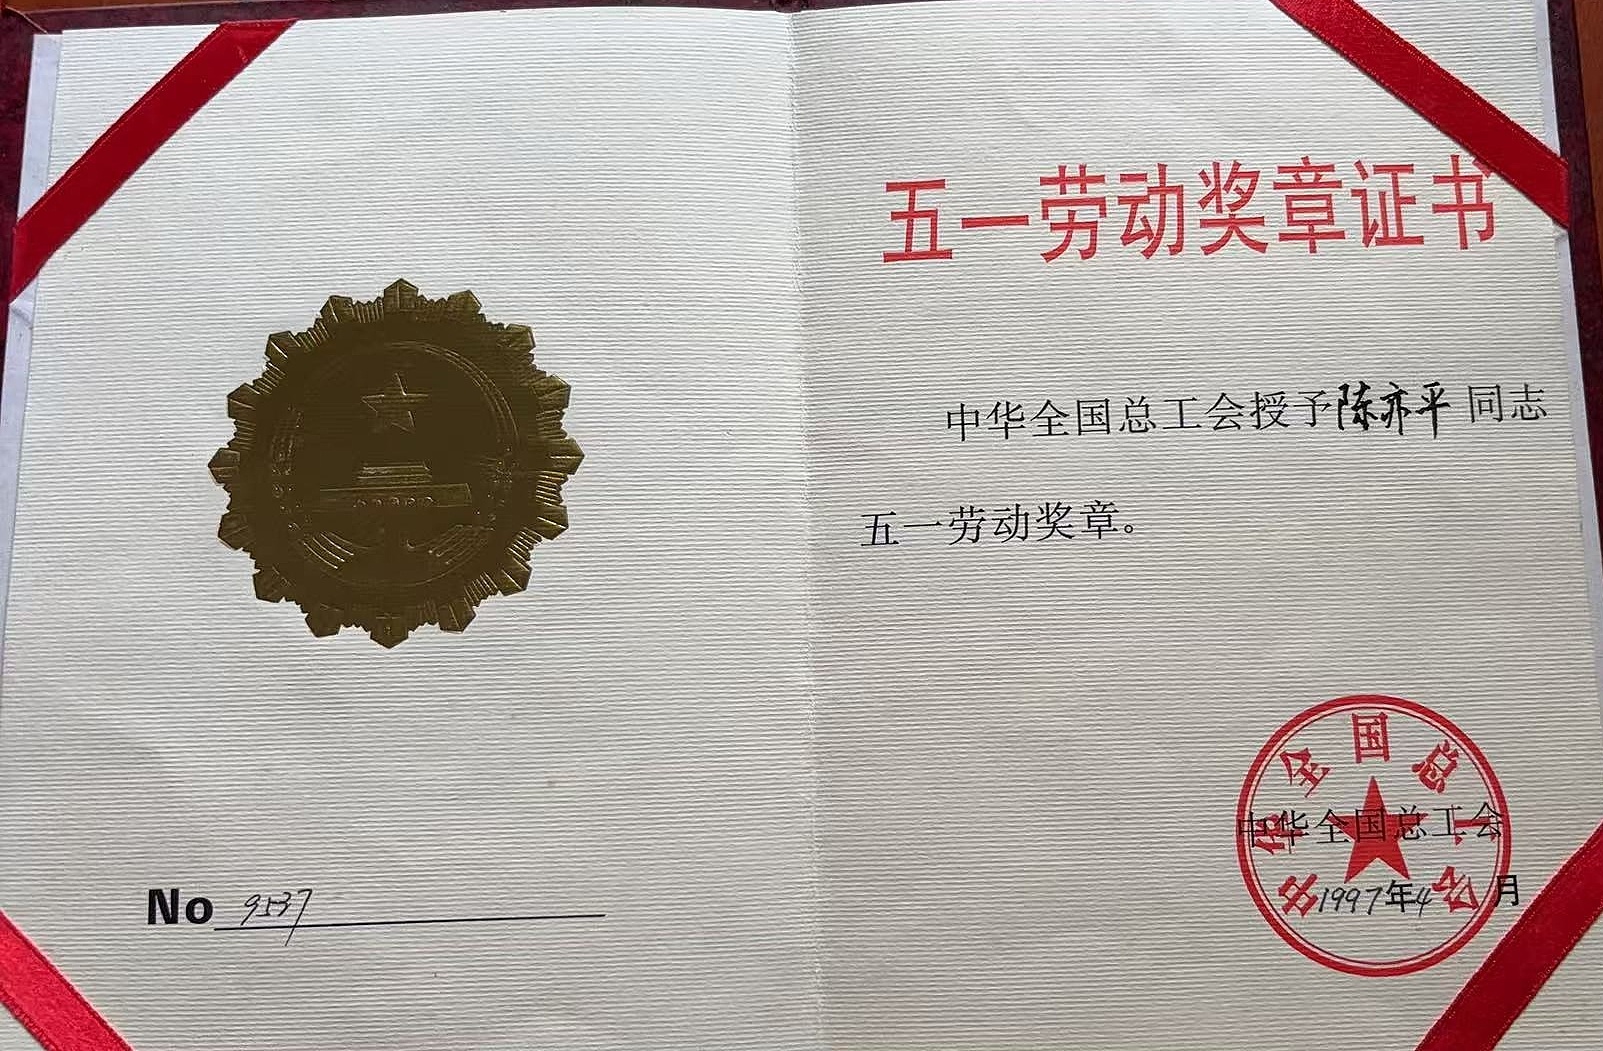 五一劳动奖章证书
中华全国总工会授予陈亦平同志
五一劳动奖章。
中华全国总工会
中华全国总工会
1997年4月
No 9537